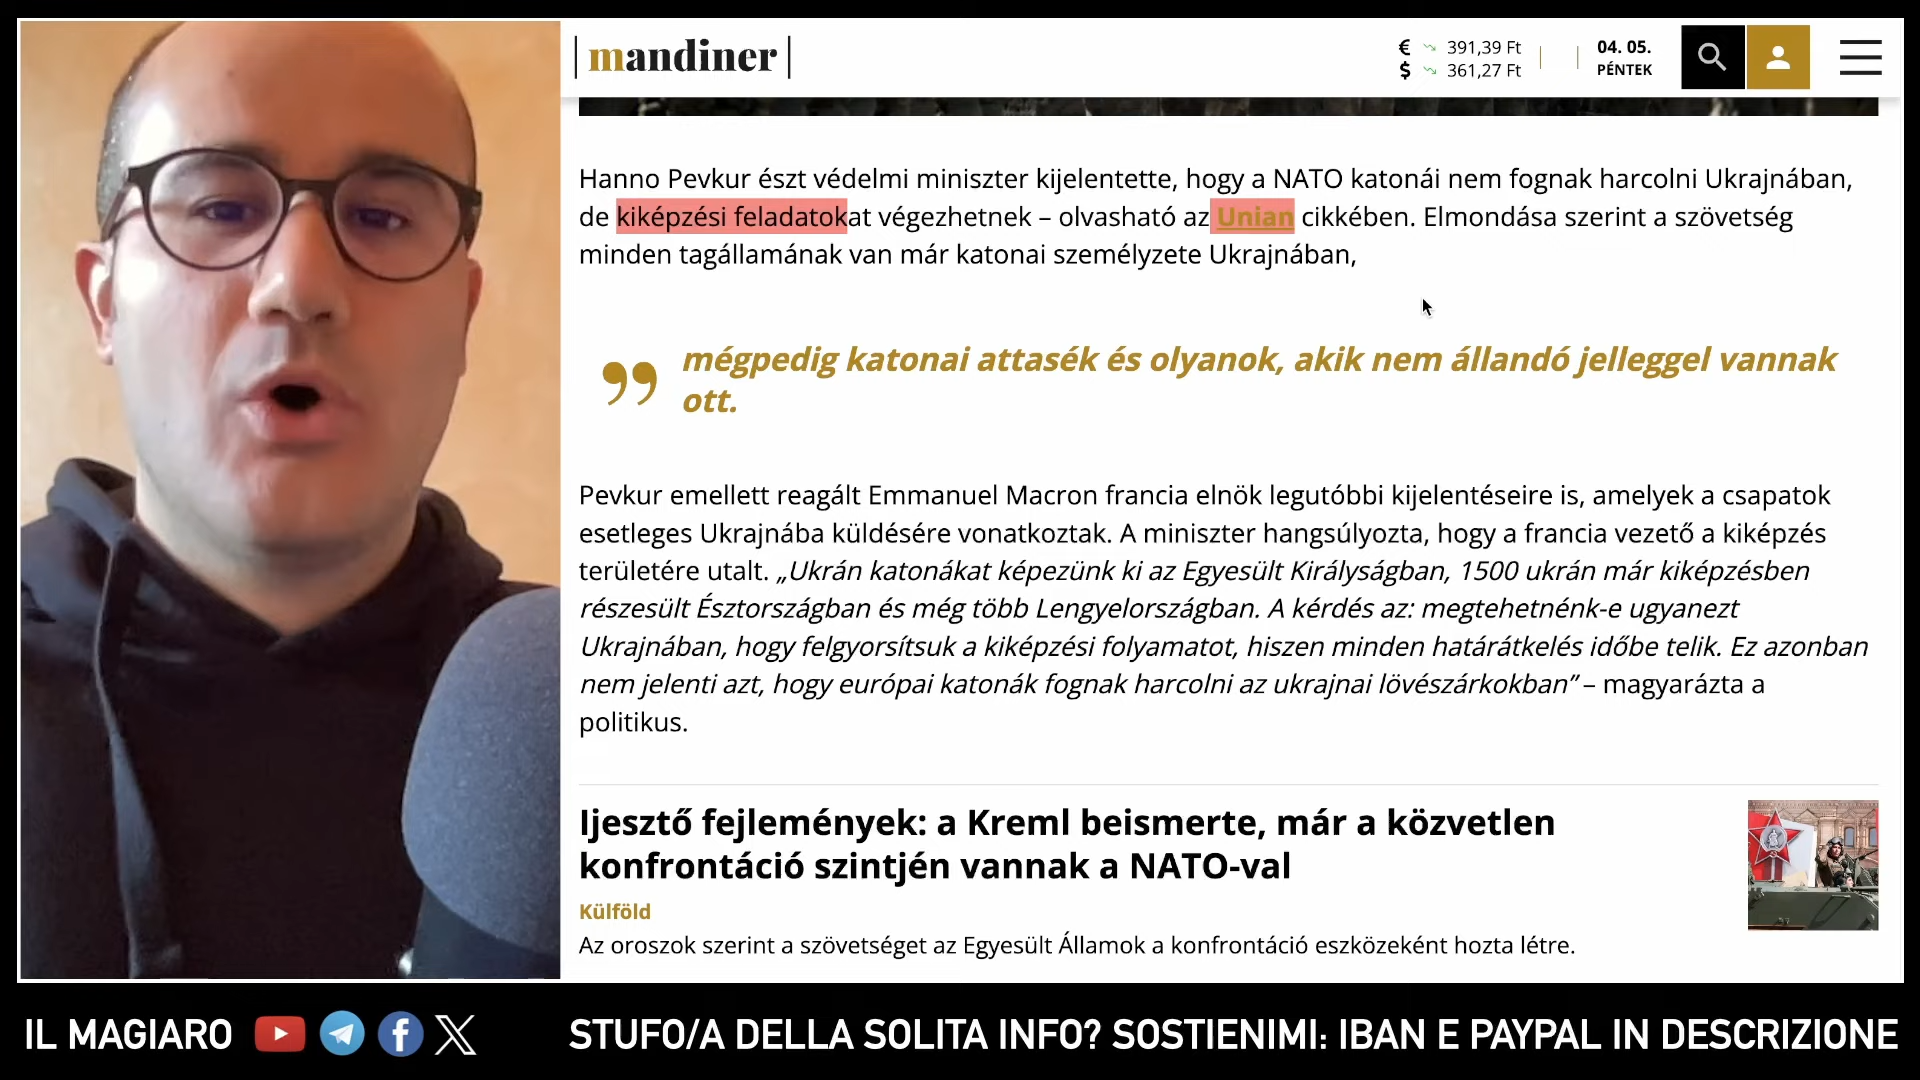 mandiner
€ 391,39 Ft
$ 361,27 Ft
04. 05.
PÉNTEK
Hanno Pevkur észt védelmi miniszter kijelentette, hogy a NATO katonái nem fognak harcolni Ukrajnában,
de kiképzési feladatokat végezhetnek – olvasható az Unian cikkében. Elmondása szerint a szövetség
minden tagállamának van már katonai személyzete Ukrajnában,
” mégpedig katonai attasék és olyanok, akik nem állandó jelleggel vannak
ott.
Pevkur emellett reagált Emmanuel Macron francia elnök legutóbbi kijelentéseire is, amelyek a csapatok
esetleges Ukrajnába küldésére vonatkoztak. A miniszter hangsúlyozta, hogy a francia vezető a kiképzés
területére utalt. „Ukrán katonákat képezünk ki az Egyesült Királyságban, 1500 ukrán már kiképzésben
részesült Észtországban és még több Lengyelországban. A kérdés az: megtehetnénk-e ugyanezt
Ukrajnában, hogy felgyorsítsuk a kiképzési folyamatot, hiszen minden határátkelés időbe telik. Ez azonban
nem jelenti azt, hogy európai katonák fognak harcolni az ukrajnai lövészárkokban” – magyarázta a
politikus.
Ijesztő fejlemények: a Kreml beismerte, már a közvetlen
konfrontáció szintjén vannak a NATO-val
Külföld
Az oroszok szerint a szövetséget az Egyesült Államok a konfrontáció eszközeként hozta létre.
IL MAGIARO
STUFO/A DELLA SOLITA INFO? SOSTIENIMI: IBAN E PAYPAL IN DESCRIZIONE